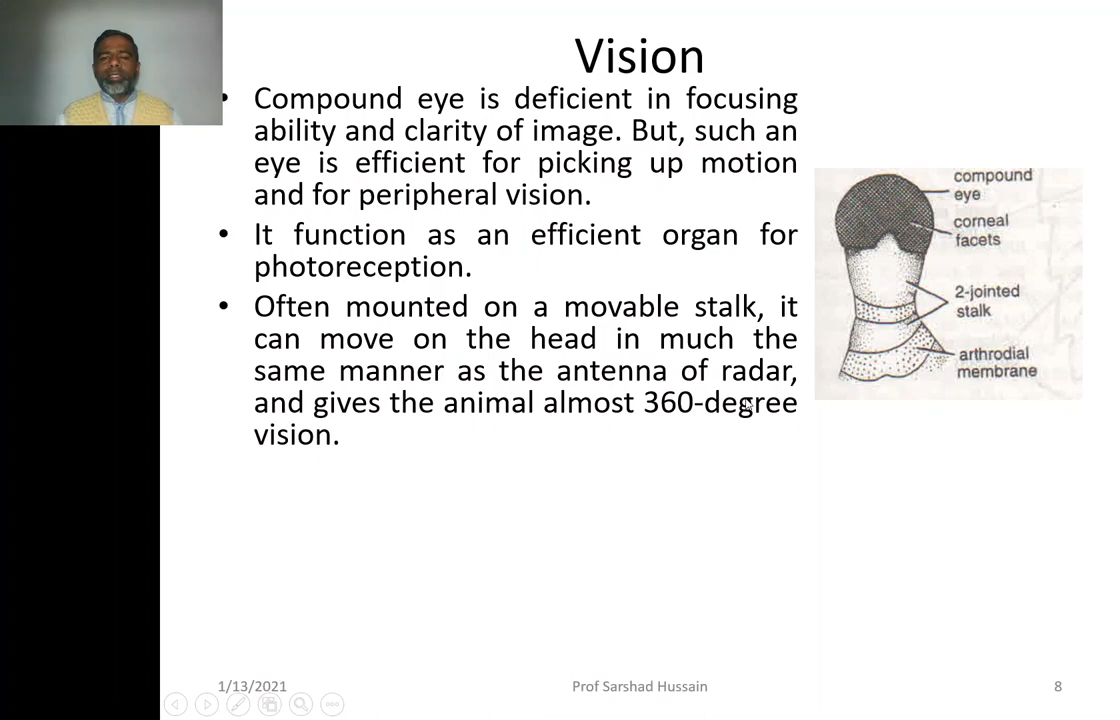 Vision
• Compound eye is deficient in focusing
ability and clarity of image. But, such an
eye is efficient for picking up motion
and for peripheral vision.
• It function as an efficient organ for
photoreception.
• Often mounted on a movable stalk, it
can move on the head in much the
same manner as the antenna of radar,
and gives the animal almost 360-degree
vision.
compound
eye
corneal
facets
2-jointed
stalk
arthrodial
membrane
1/13/2021
Prof Sarshad Hussain
8